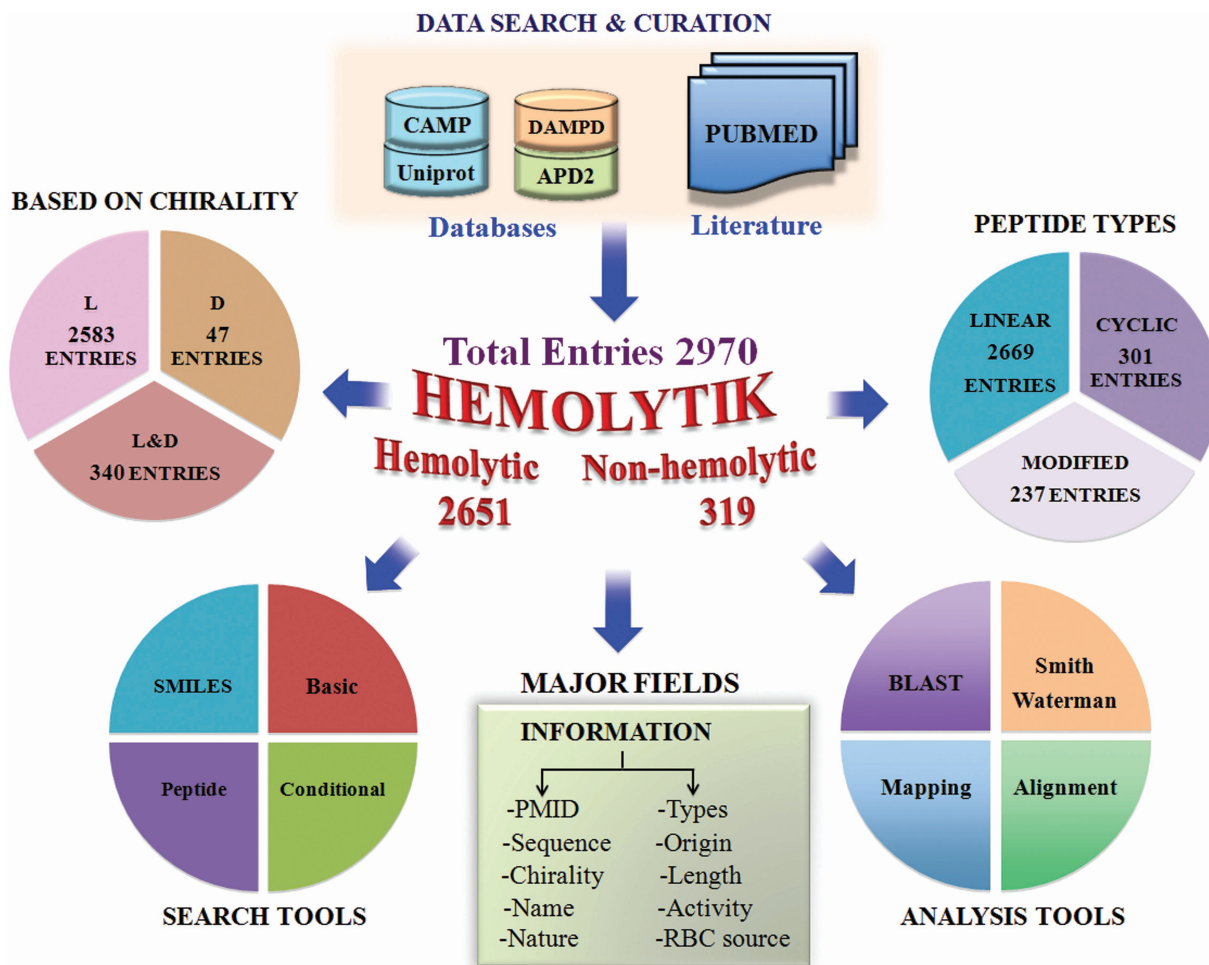 DATA SEARCH & CURATION
CAMP
Uniprot
DAMPD
APD2
PUBMED
Databases
Literature
BASED ON CHIRALITY
L
2583
ENTRIES
D
47
ENTRIES
L&D
340 ENTRIES
PEPTIDE TYPES
LINEAR
2669
ENTRIES
CYCLIC
301
ENTRIES
MODIFIED
237 ENTRIES
Total Entries 2970
HEMOLYTIK
Hemolytic
2651
Non-hemolytic
319
SMILES
Basic
Peptide
Conditional
SEARCH TOOLS
MAJOR FIELDS
INFORMATION
-PMID
-Sequence
-Chirality
-Name
-Nature
-Types
-Origin
-Length
-Activity
-RBC source
BLAST
Smith
Waterman
Mapping
Alignment
ANALYSIS TOOLS